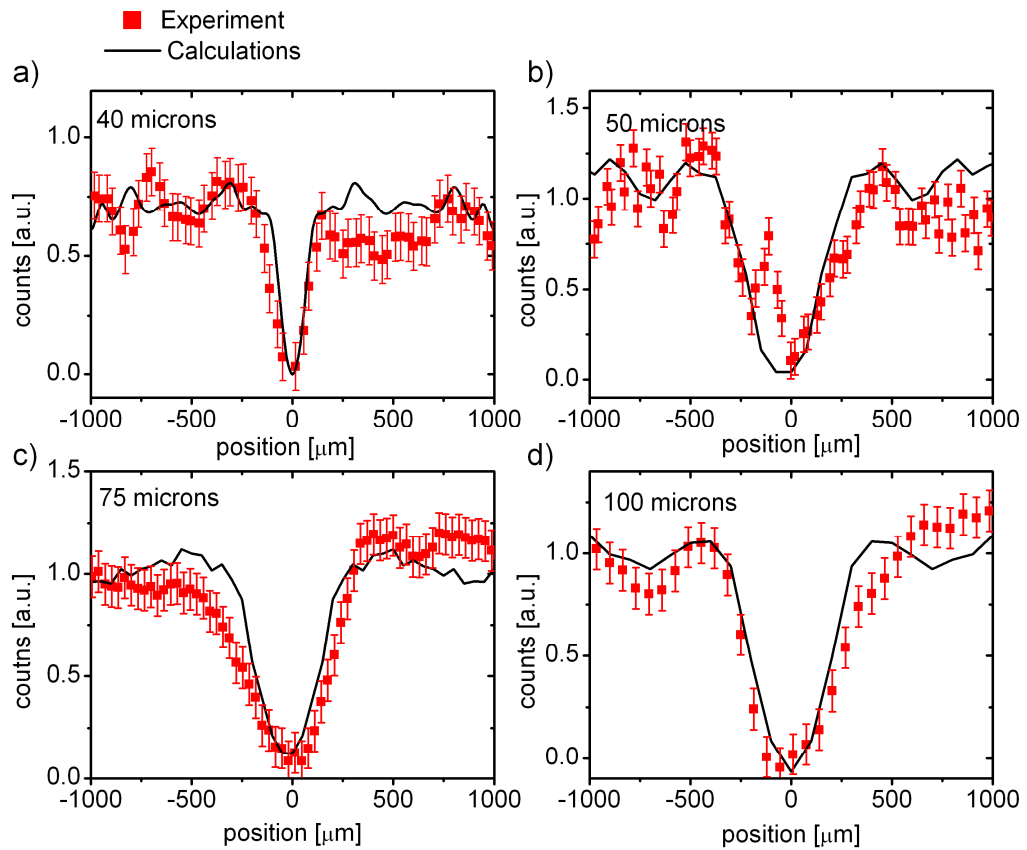 Experiment
Calculations
a)
40 microns
1.0
0.5
0.0
counts [a.u.]
-1000 -500 0 500 1000
position [μm]
b)
50 microns
1.5
1.0
0.5
0.0
counts [a.u.]
-1000 -500 0 500 1000
position [μm]
c)
75 microns
1.5
1.0
0.5
0.0
coutns [a.u.]
-1000 -500 0 500 1000
position [μm]
d)
100 microns
1.0
0.5
0.0
counts [a.u.]
-1000 -500 0 500 1000
position [μm]